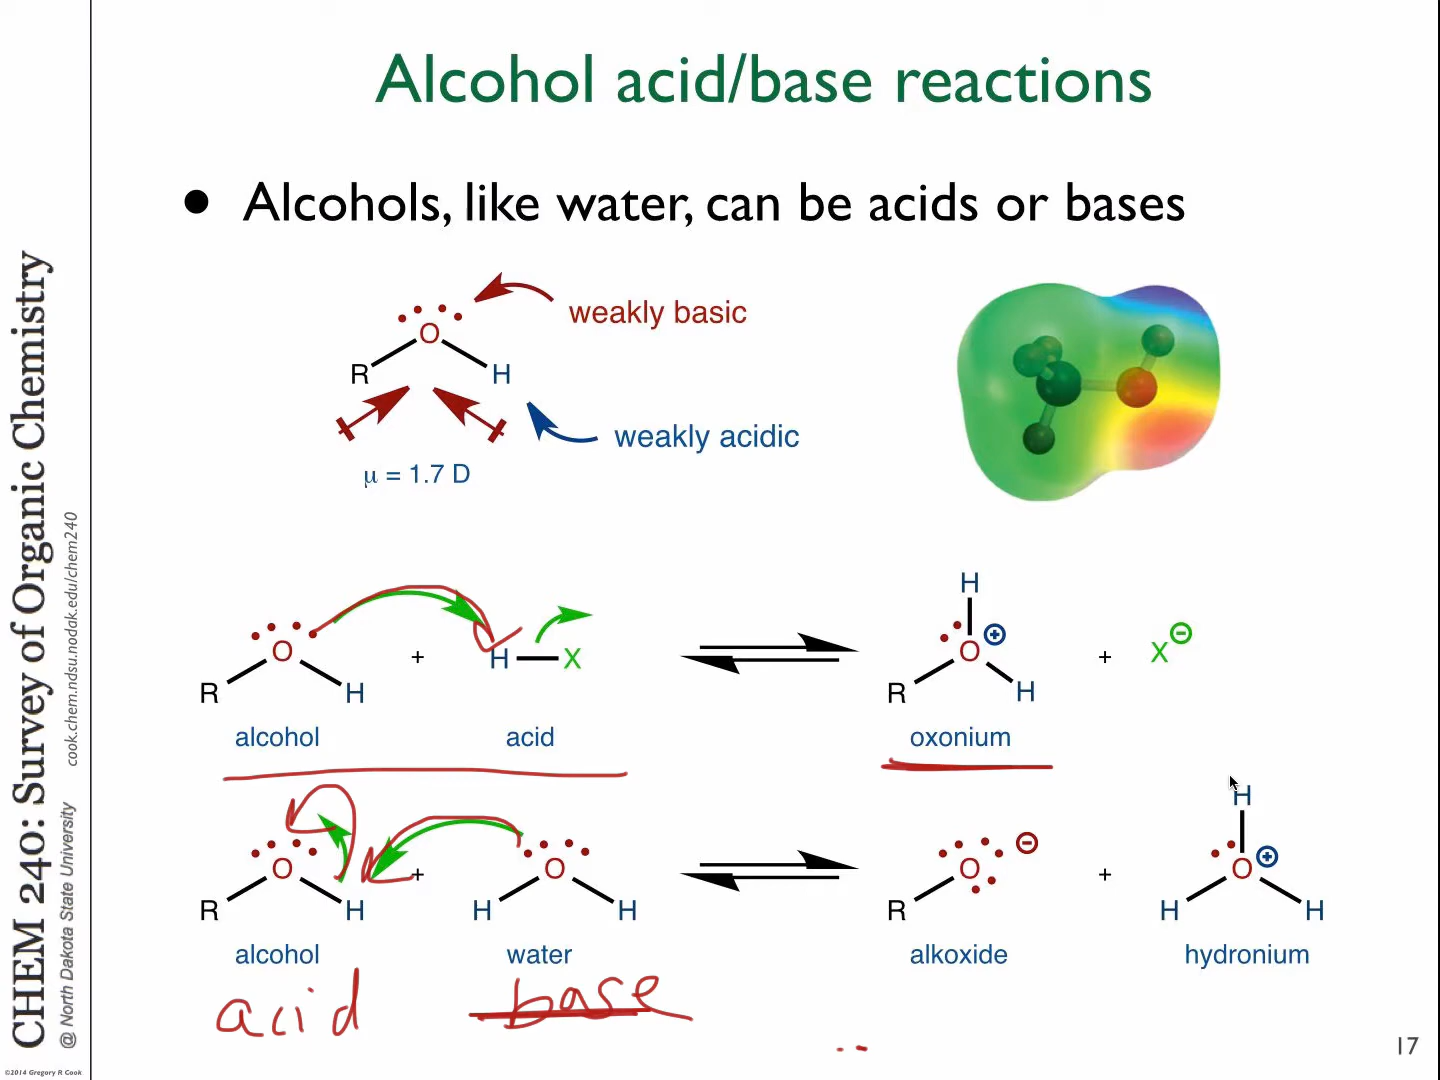 Alcohol acid/base reactions
• Alcohols, like water, can be acids or bases
weakly basic
O
R H
weakly acidic
μ = 1.7 D
H
O ⊕ X ⊖
R H + H X R O H + X
alcohol acid oxonium
H
O O O ⊖ O ⊕
R H + H H R + H H
alcohol water alkoxide hydronium
acid base
17
CHEM 240: Survey of Organic Chemistry
@ North Dakota State University cook.chem.ndsu.nodak.edu/chem240
©2014 Gregory R Cook